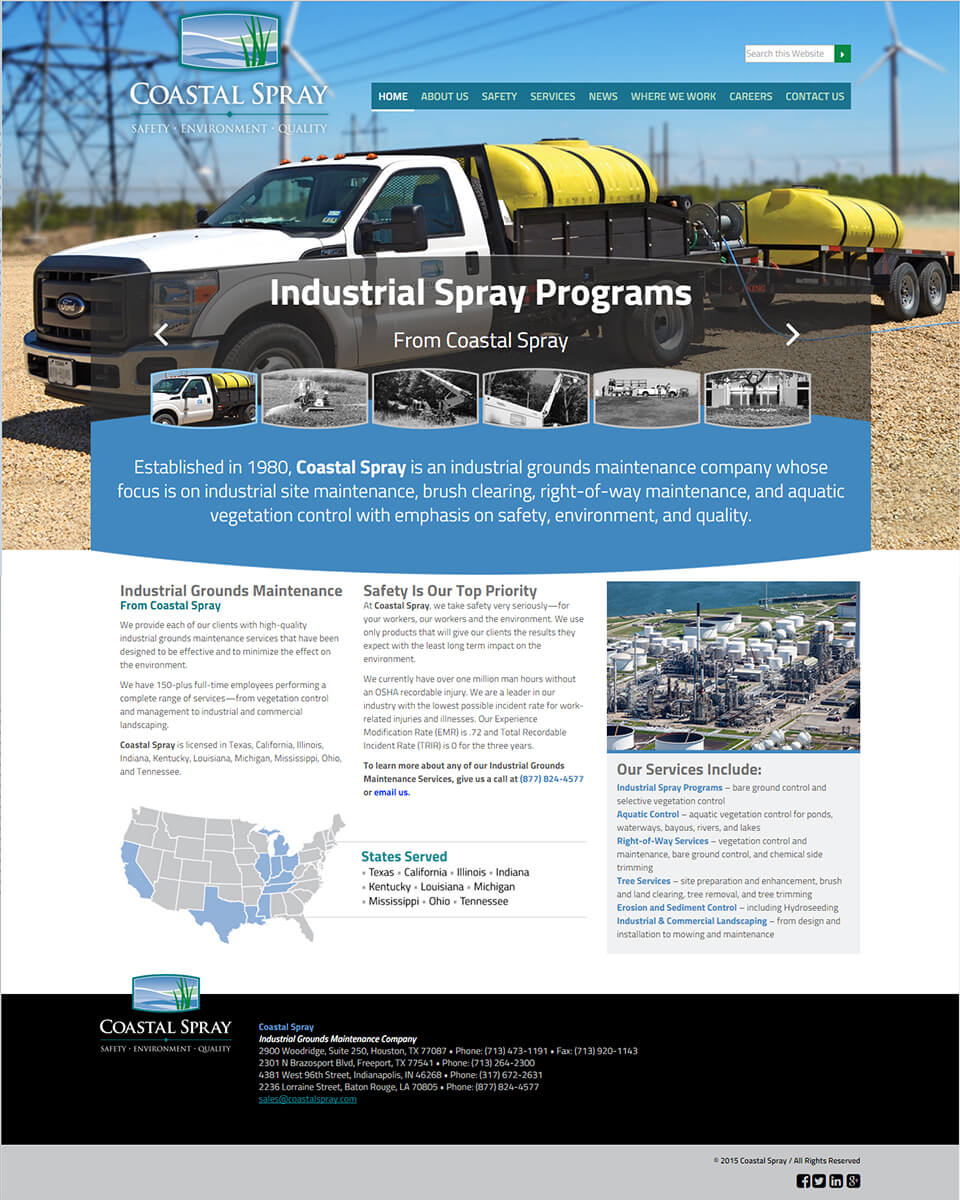 COASTAL SPRAY
SAFETY · ENVIRONMENT · QUALITY
Search this Website
HOME ABOUT US SAFETY SERVICES NEWS WHERE WE WORK CAREERS CONTACT US
Ford
Industrial Spray Programs
From Coastal Spray
Established in 1980, Coastal Spray is an industrial grounds maintenance company whose
focus is on industrial site maintenance, brush clearing, right-of-way maintenance, and aquatic
vegetation control with emphasis on safety, environment, and quality.
Industrial Grounds Maintenance
From Coastal Spray
We provide each of our clients with high-quality
industrial grounds maintenance services that have been
designed to be effective and to minimize the effect on
the environment.
We have 150-plus full-time employees performing a
complete range of services—from vegetation control
and management to industrial and commercial
landscaping.
Coastal Spray is licensed in Texas, California, Illinois,
Indiana, Kentucky, Louisiana, Michigan, Mississippi, Ohio,
and Tennessee.
Safety Is Our Top Priority
At Coastal Spray, we take safety very seriously—for
your workers, our workers and the environment. We use
only products that will give our clients the results they
expect with the least long term impact on the
environment.
We currently have over one million man hours without
an OSHA recordable injury. We are a leader in our
industry with the lowest possible incident rate for work-
related injuries and illnesses. Our Experience
Modification Rate (EMR) is .72 and Total Recordable
Incident Rate (TRIR) is 0 for the three years.
To learn more about any of our Industrial Grounds
Maintenance Services, give us a call at (877) 824-4577
or email us.
States Served
• Texas • California • Illinois • Indiana
• Kentucky • Louisiana • Michigan
• Mississippi • Ohio • Tennessee
Our Services Include:
Industrial Spray Programs – bare ground control and
selective vegetation control
Aquatic Control – aquatic vegetation control for ponds,
waterways, bayous, rivers, and lakes
Right-of-Way Services – vegetation control and
maintenance, bare ground control, and chemical side
trimming
Tree Services – site preparation and enhancement, brush
and land clearing, tree removal, and tree trimming
Erosion and Sediment Control – including Hydroseeding
Industrial & Commercial Landscaping – from design and
installation to mowing and maintenance
COASTAL SPRAY
SAFETY · ENVIRONMENT · QUALITY
Coastal Spray
Industrial Grounds Maintenance Company
2900 Woodridge, Suite 250, Houston, TX 77087 • Phone: (713) 473-1191 • Fax: (713) 920-1143
2301 N Brazosport Blvd, Freeport, TX 77541 • Phone: (713) 264-2300
4381 West 96th Street, Indianapolis, IN 46268 • Phone: (317) 672-2631
2236 Lorraine Street, Baton Rouge, LA 70805 • Phone: (877) 824-4577
sales@coastalspray.com
© 2015 Coastal Spray / All Rights Reserved